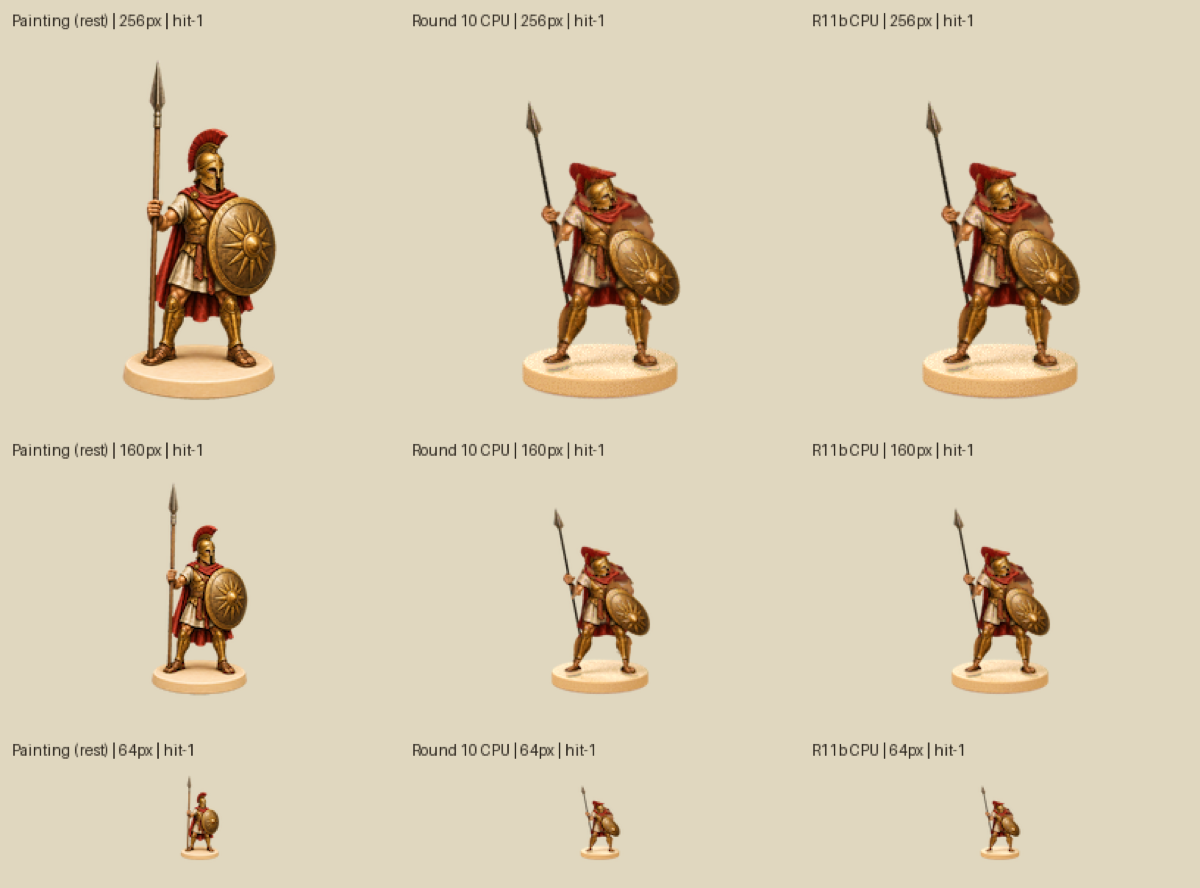 Painting (rest) | 256px | hit-1
Round 10 CPU | 256px | hit-1
R11b CPU | 256px | hit-1
Painting (rest) | 160px | hit-1
Round 10 CPU | 160px | hit-1
R11b CPU | 160px | hit-1
Painting (rest) | 64px | hit-1
Round 10 CPU | 64px | hit-1
R11b CPU | 64px | hit-1